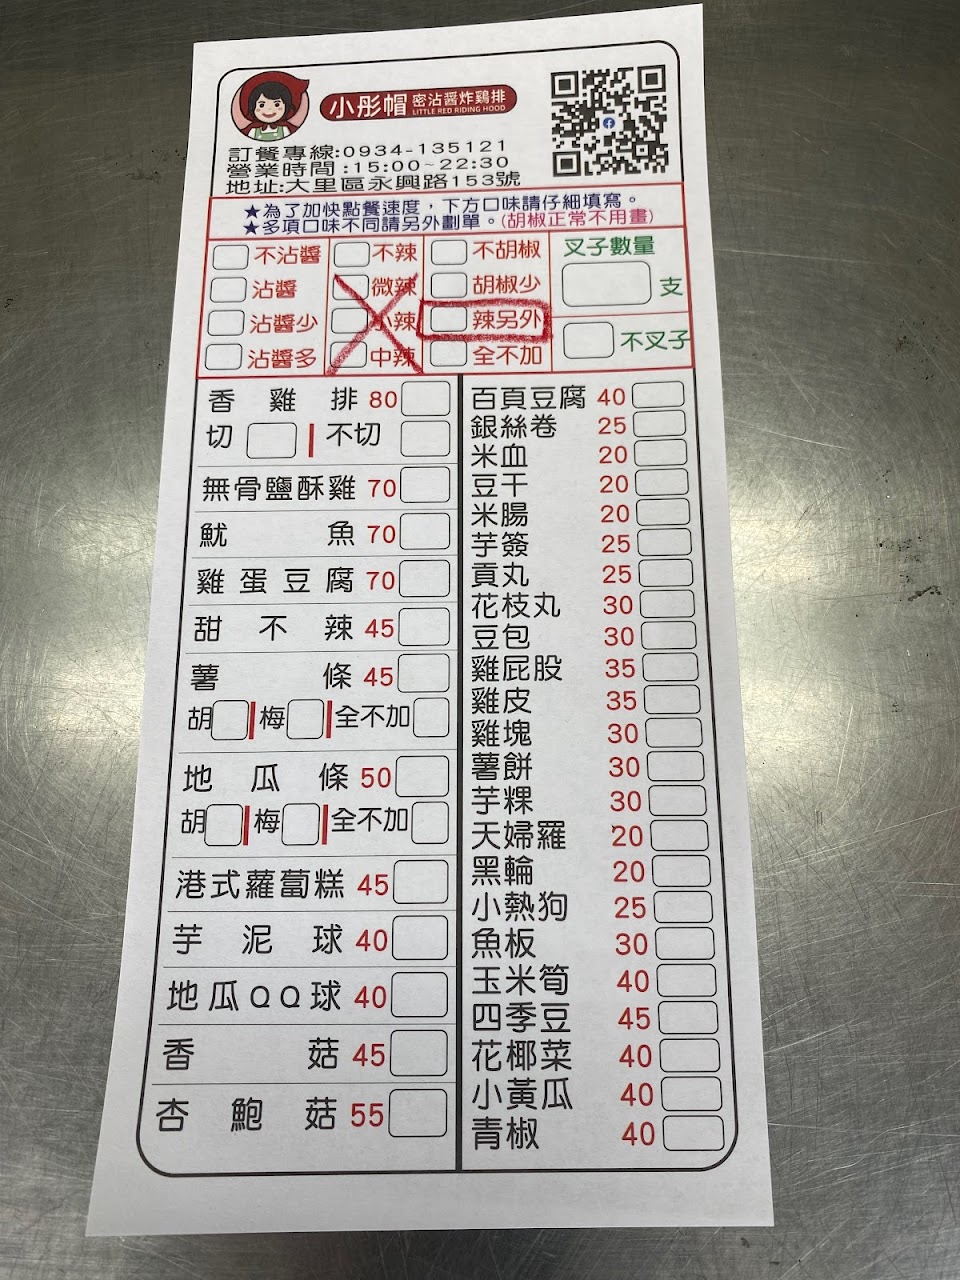 小彤帽 密沾醬炸鷄排
LITTLE RED RIDING HOOD
訂餐專線:0934-135121
營業時間:15:00~22:30
地址:大里區永興路153號
★為了加快點餐速度,下方口味請仔細填寫。
★多項口味不同請另外劃單。(胡椒正常不用畫)
不沾醬 不辣 不胡椒 叉子數量
沾醬 微辣 胡椒少 支
沾醬少 小辣 辣另外
沾醬多 中辣 全不加 不叉子
香雞排 80
切 | 不切
無骨鹽酥雞 70
魷魚 70
雞蛋豆腐 70
甜不辣 45
薯條 45
胡 | 梅 | 全不加
地瓜條 50
胡 | 梅 | 全不加
港式蘿蔔糕 45
芋泥球 40
地瓜QQ球 40
香菇 45
杏鮑菇 55
百頁豆腐 40
銀絲卷 25
米血 20
豆干 20
米腸 20
芋簽 25
貢丸 25
花枝丸 30
豆包 30
雞屁股 35
雞皮 35
雞塊 30
薯餅 30
芋粿 30
天婦羅 20
黑輪 20
小熱狗 25
魚板 30
玉米筍 40
四季豆 45
花椰菜 40
小黃瓜 40
青椒 40